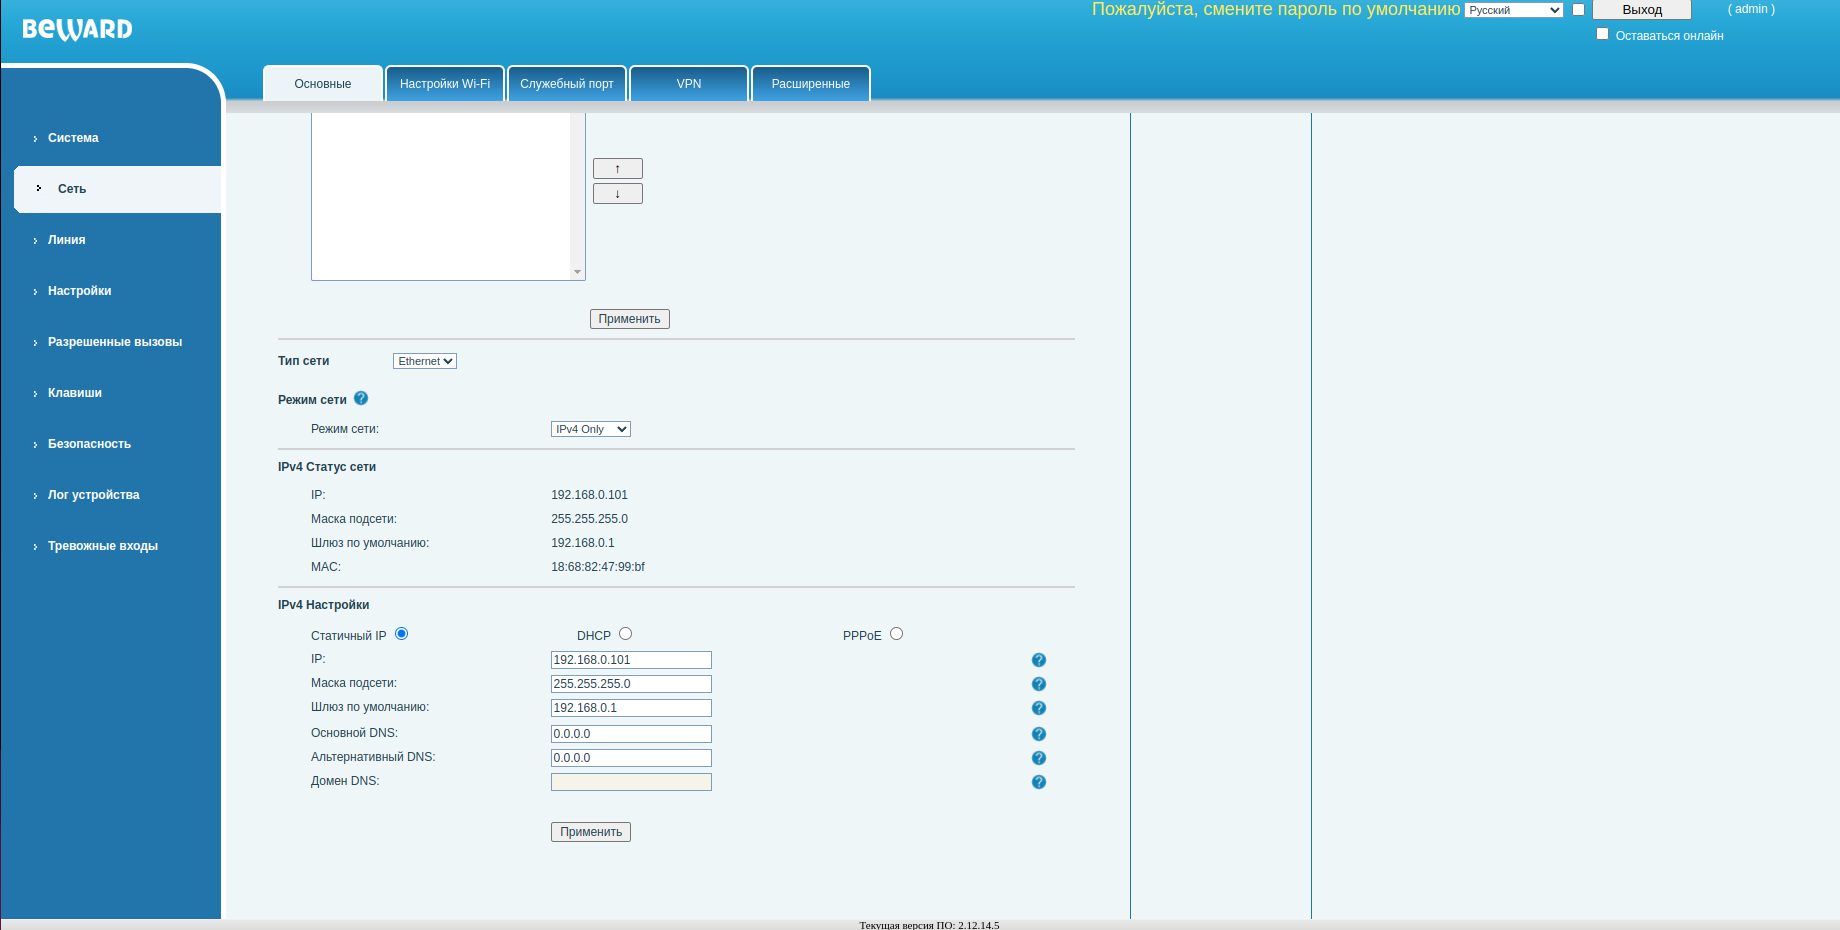 Пожалуйста, смените пароль по умолчанию Русский Выход ( admin )
BEWARD
Оставаться онлайн
Основные Настройки Wi-Fi Служебный порт VPN Расширенные
Система
Сеть
Линия
Настройки
Разрешенные вызовы
Клавиши
Безопасность
Лог устройства
Тревожные входы
↑
↓
Применить
Тип сети Ethernet
Режим сети ?
Режим сети: IPv4 Only
IPv4 Статус сети
IP: 192.168.0.101
Маска подсети: 255.255.255.0
Шлюз по умолчанию: 192.168.0.1
MAC: 18:68:82:47:99:bf
IPv4 Настройки
Статичный IP DHCP PPPoE
IP: 192.168.0.101 ?
Маска подсети: 255.255.255.0 ?
Шлюз по умолчанию: 192.168.0.1 ?
Основной DNS: 0.0.0.0 ?
Альтернативный DNS: 0.0.0.0 ?
Домен DNS: ?
Применить
Текущая версия ПО: 2.12.14.5